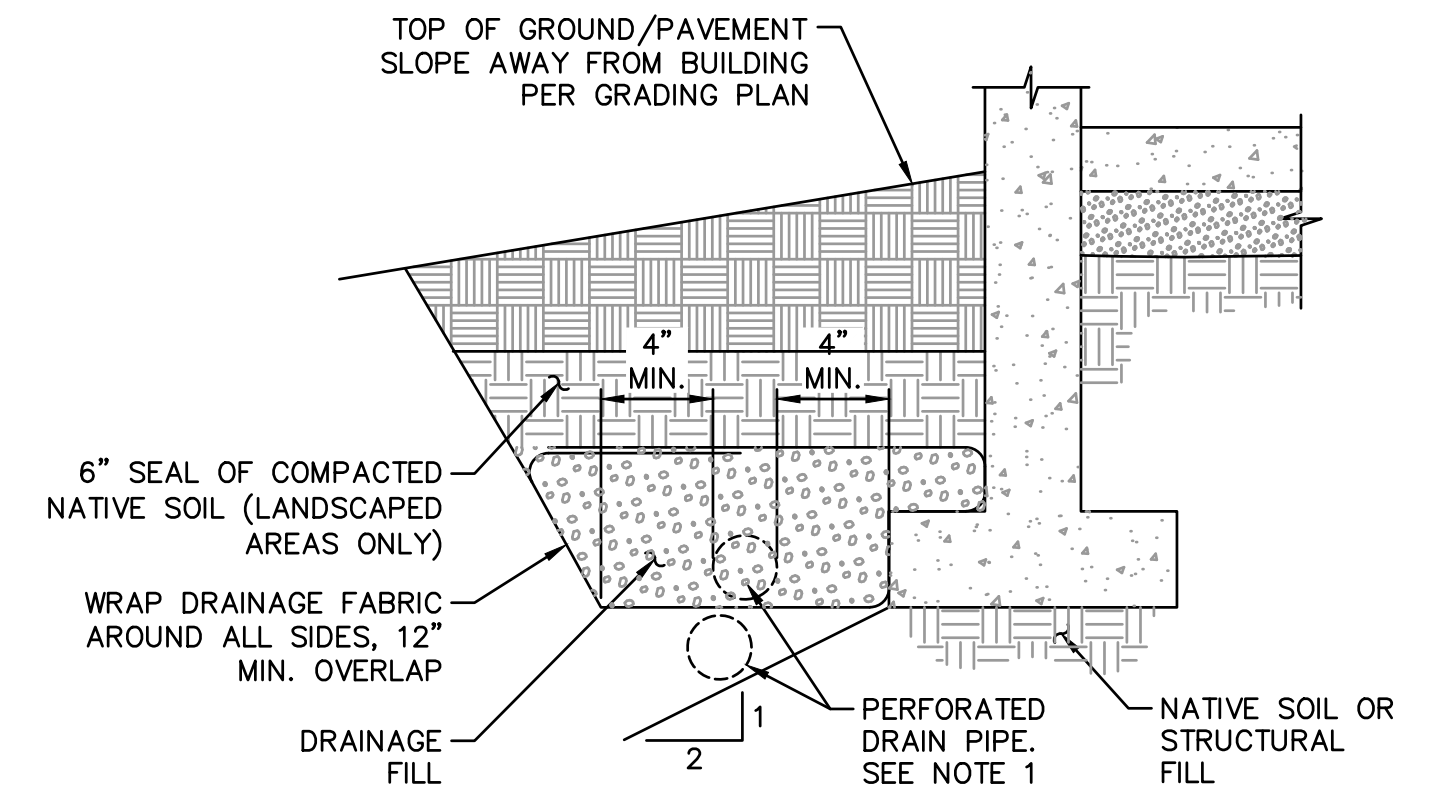 TOP OF GROUND/PAVEMENT
SLOPE AWAY FROM BUILDING
PER GRADING PLAN
4”
MIN.
4”
MIN.
6” SEAL OF COMPACTED
NATIVE SOIL (LANDSCAPED
AREAS ONLY)
WRAP DRAINAGE FABRIC
AROUND ALL SIDES, 12”
MIN. OVERLAP
DRAINAGE
FILL
1
2
PERFORATED
DRAIN PIPE.
SEE NOTE 1
NATIVE SOIL OR
STRUCTURAL
FILL